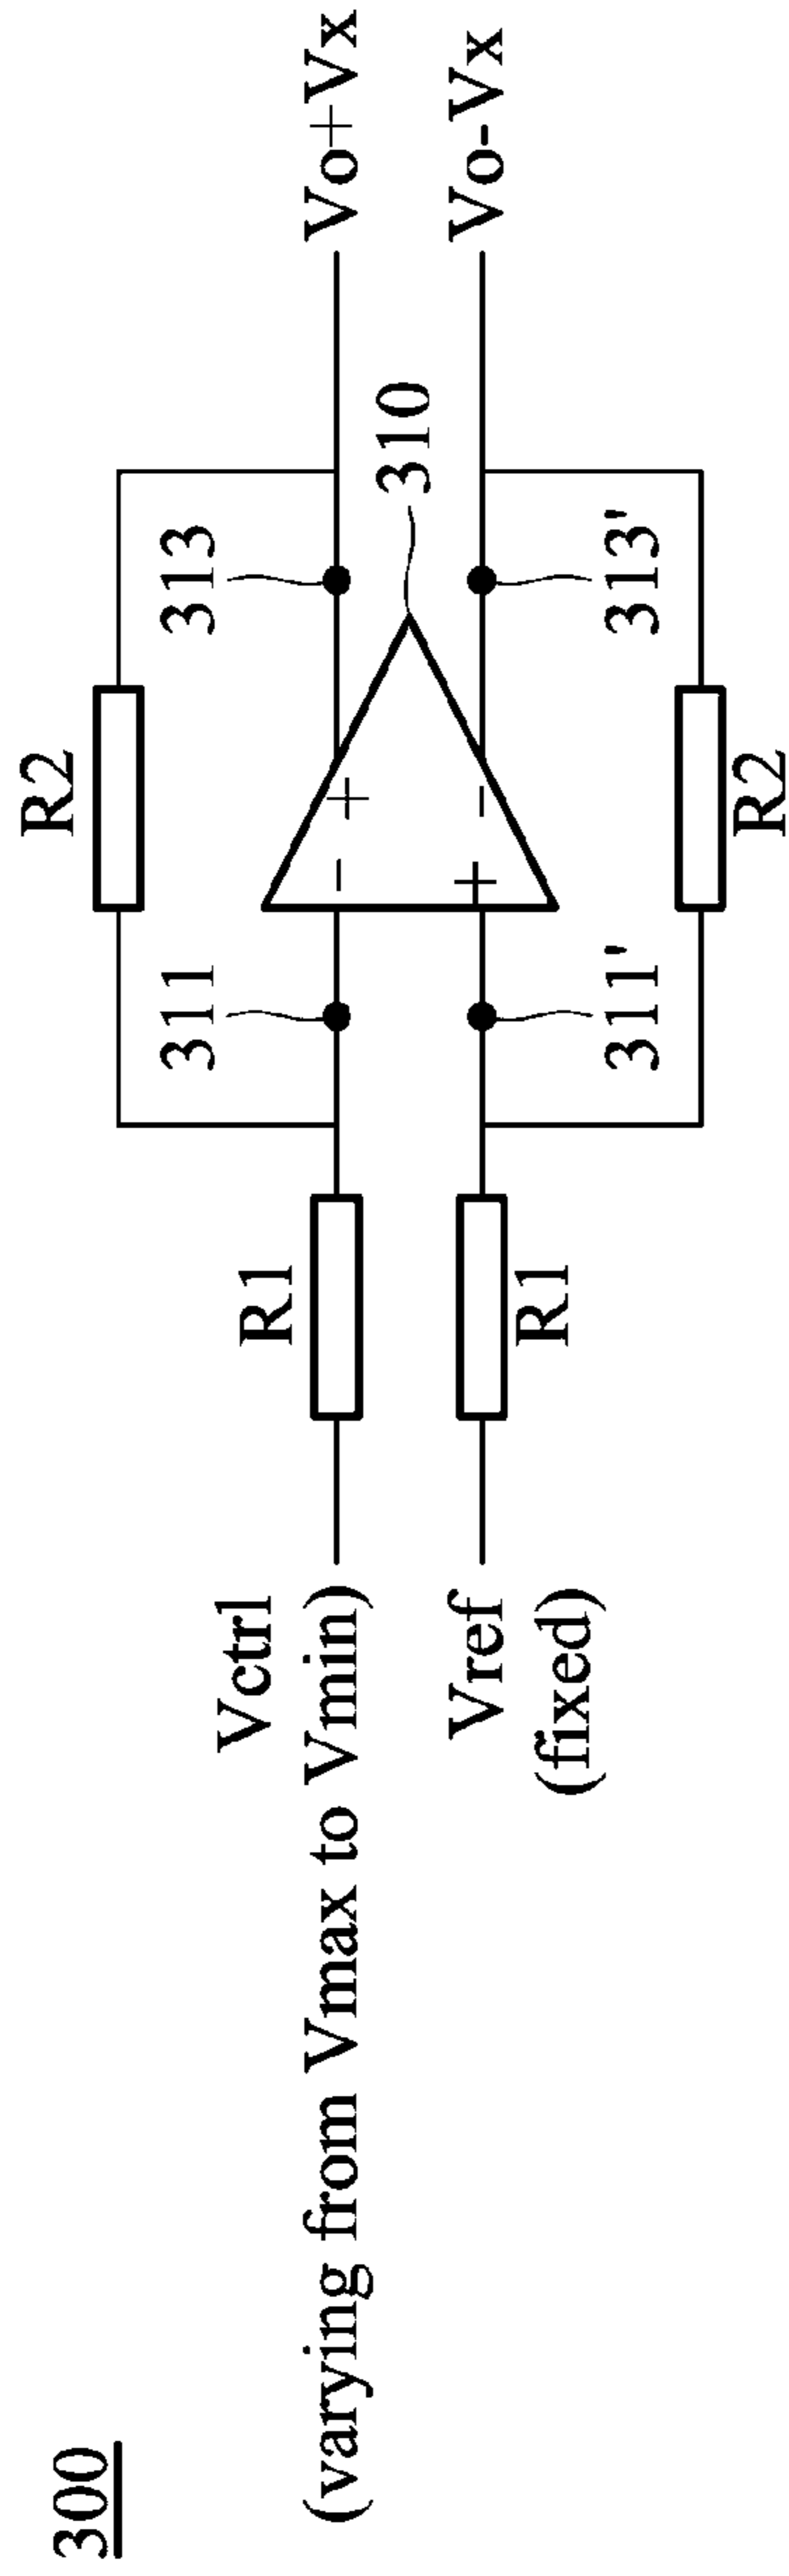 300
R2
313
311
310
R1
Vctrl
(varying from Vmax to Vmin)
- +
Vo+Vx
Vref
(fixed)
+ -
Vo-Vx
R1
311'
313'
R2